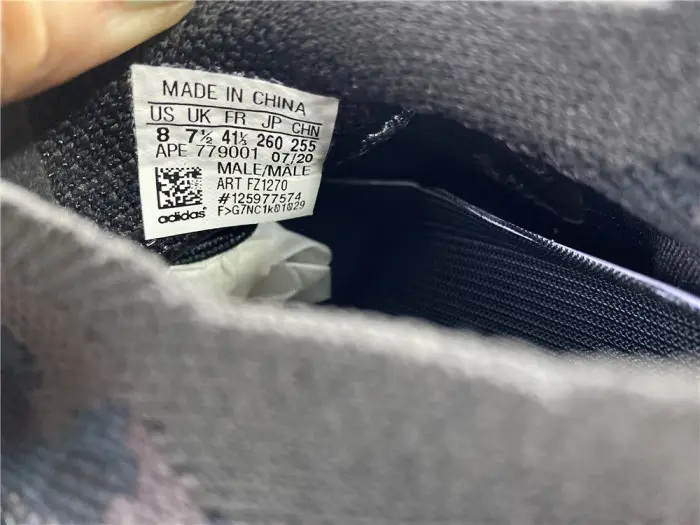 MADE IN CHINA
US UK FR JP CHN
8 7½ 41⅓ 260 255
APE 779001 07/20
MALE/MALE
ART FZ1270
#125977574
F>G7NC1k01029
adidas